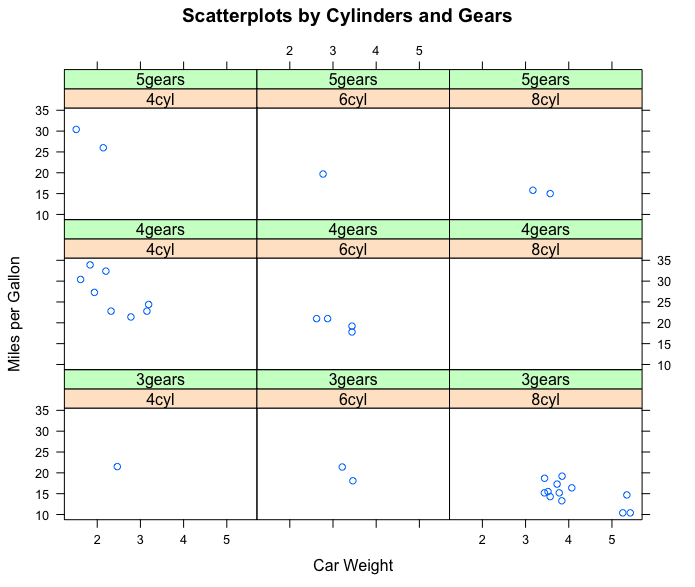 Scatterplots by Cylinders and Gears
2 3 4 5
5gears 5gears 5gears
4cyl 6cyl 8cyl
35
30
25
20
15
10
4gears 4gears 4gears
4cyl 6cyl 8cyl
35
30
25
20
15
10
3gears 3gears 3gears
4cyl 6cyl 8cyl
35
30
25
20
15
10
2 3 4 5 2 3 4 5
Miles per Gallon
Car Weight